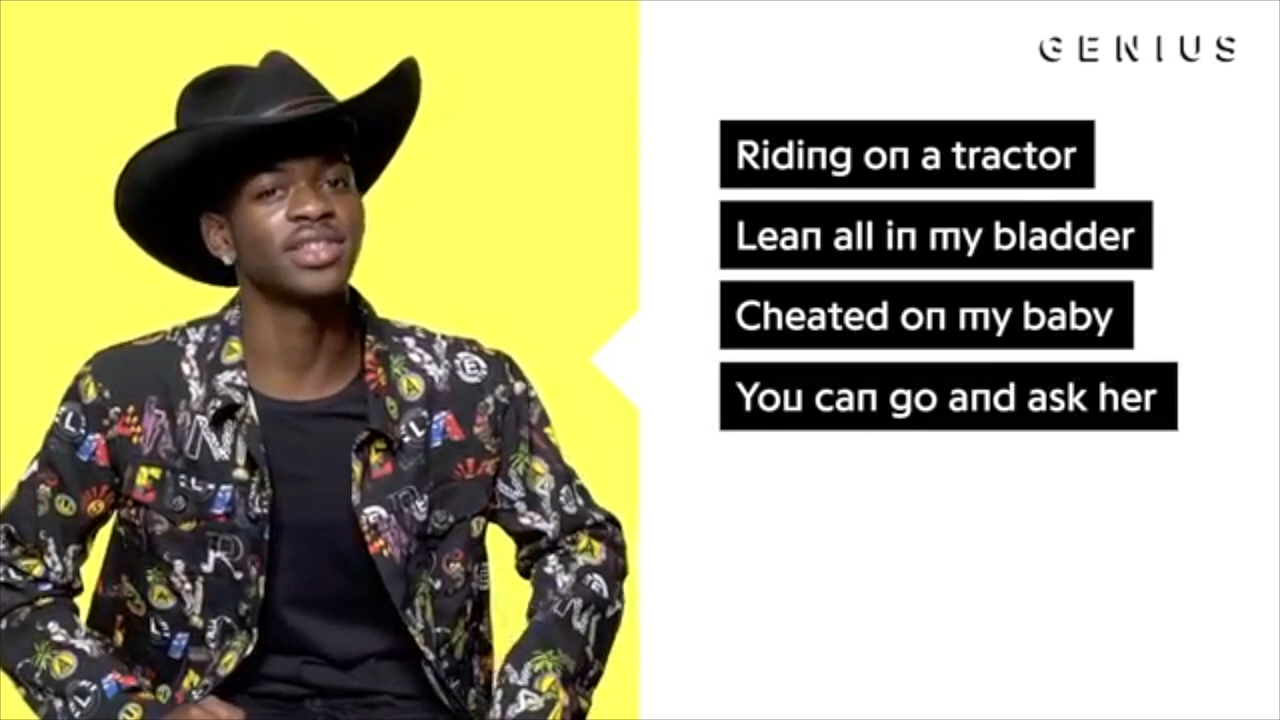 GENIUS
Riding on a tractor
Lean all in my bladder
Cheated on my baby
You can go and ask her